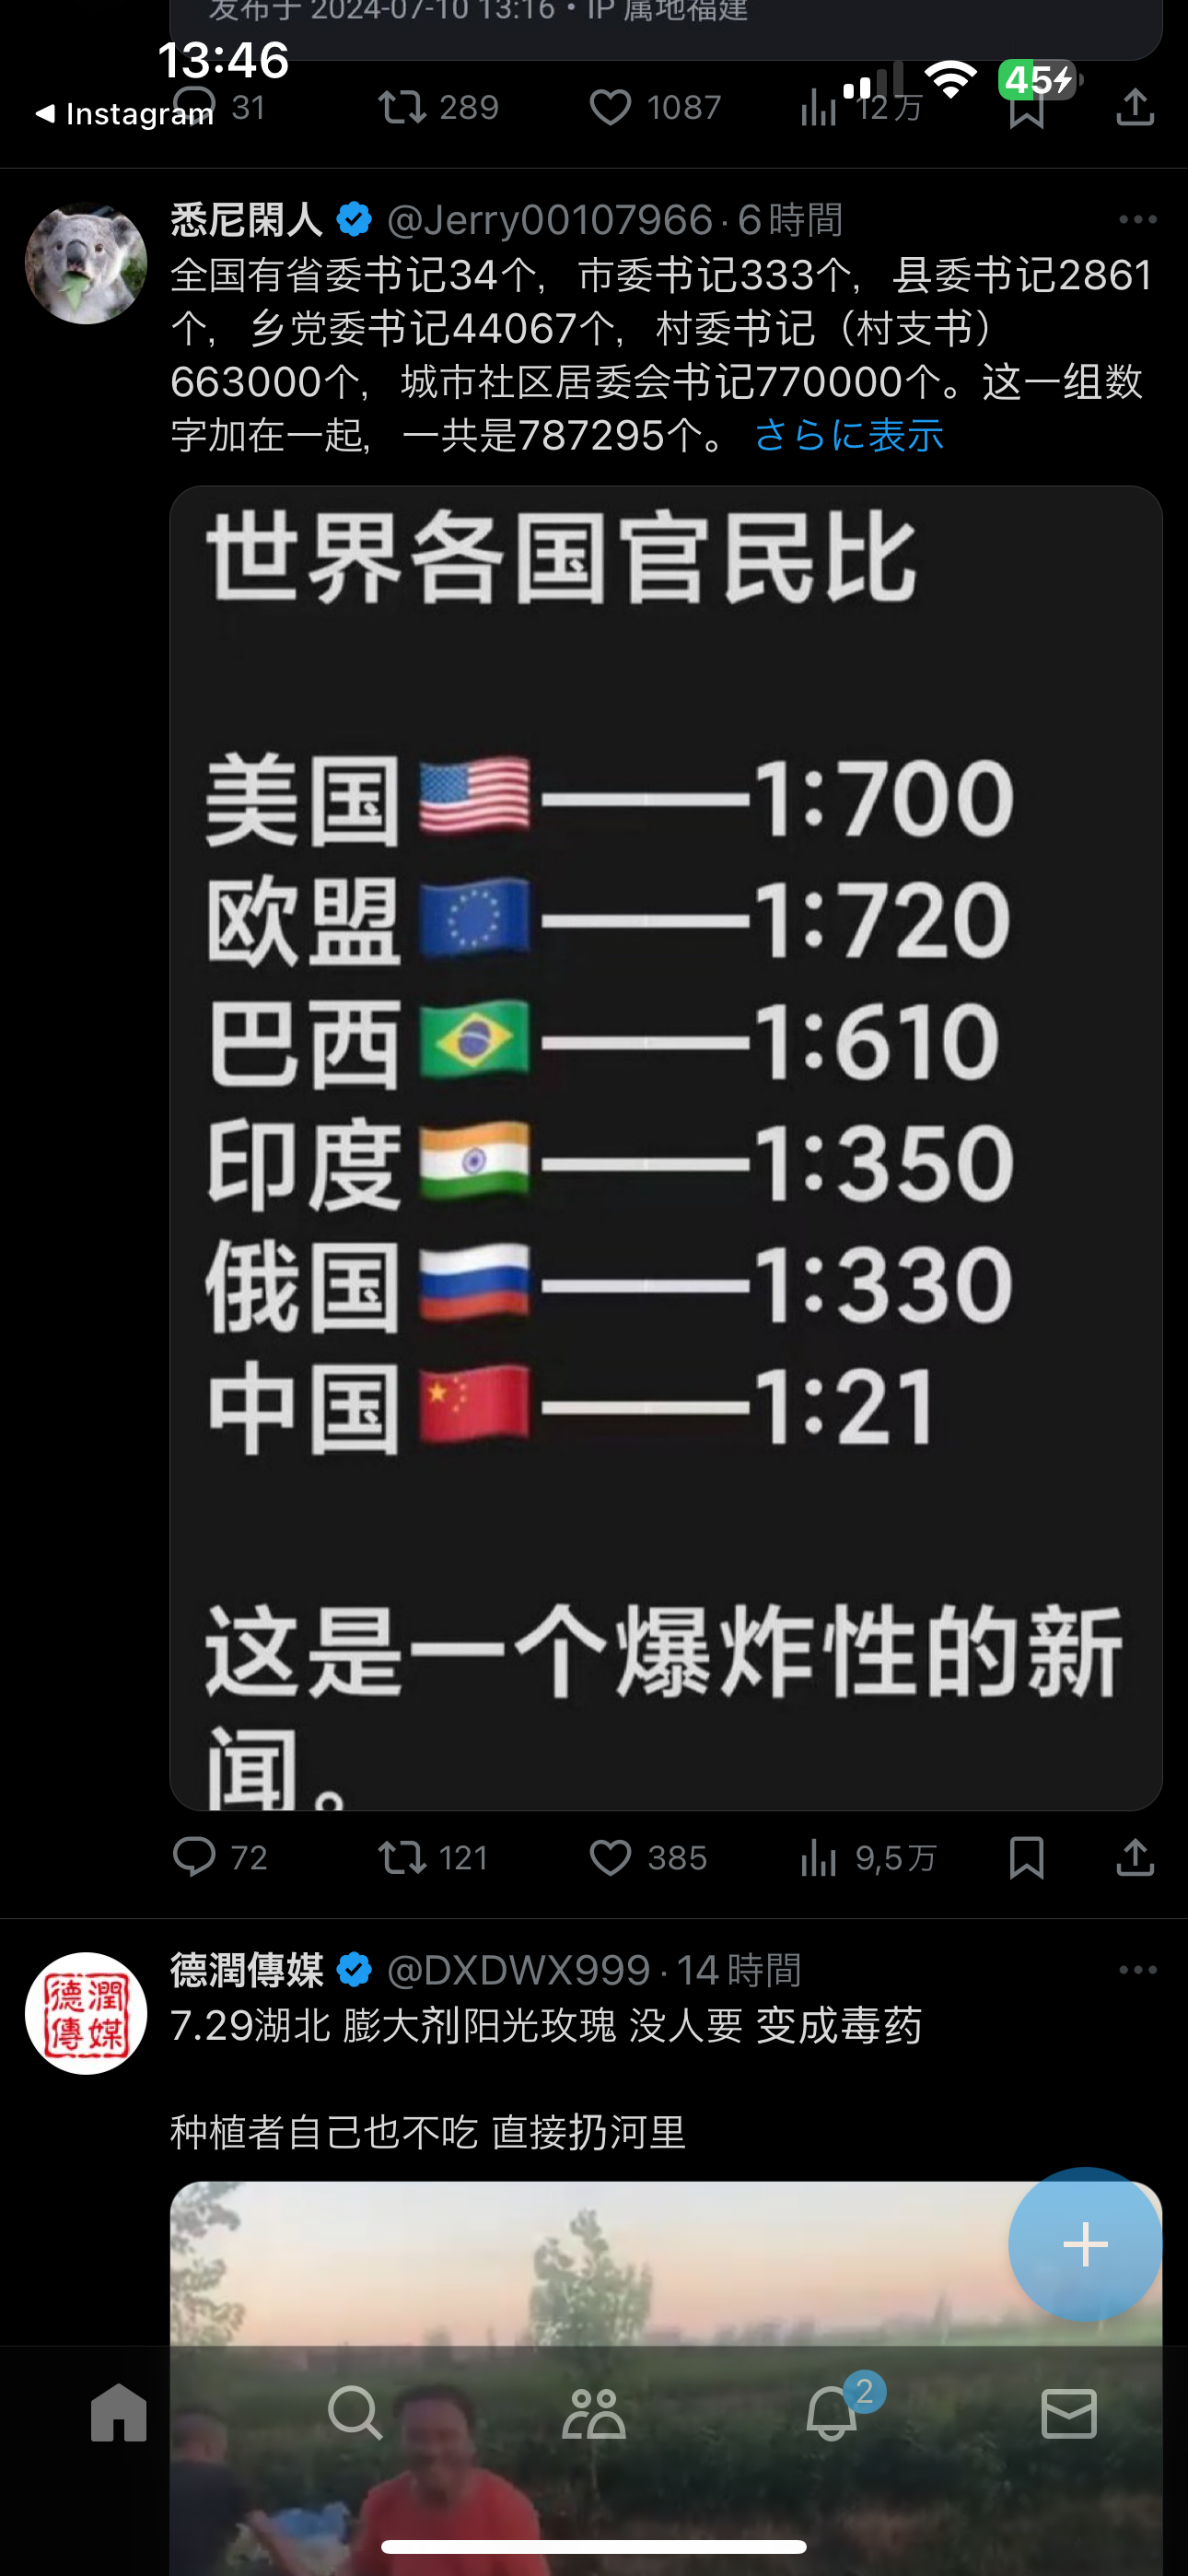 发布于 2024-07-10 13:16・IP 属地福建
13:46
45
◀ Instagram
31 289 1087 12万
悉尼閑人 @Jerry00107966 · 6時間
全国有省委书记34个，市委书记333个，县委书记2861
个，乡党委书记44067个，村委书记（村支书）
663000个，城市社区居委会书记770000个。这一组数
字加在一起，一共是787295个。 さらに表示
世界各国官民比
美国🇺🇸——1:700
欧盟🇪🇺——1:720
巴西🇧🇷——1:610
印度🇮🇳——1:350
俄国🇷🇺——1:330
中国🇨🇳——1:21
这是一个爆炸性的新
闻。
72 121 385 9,5万
德潤傳媒 @DXDWX999 · 14時間
德潤
傳媒
7.29湖北 膨大剂阳光玫瑰 没人要 变成毒药
种植者自己也不吃 直接扔河里
2